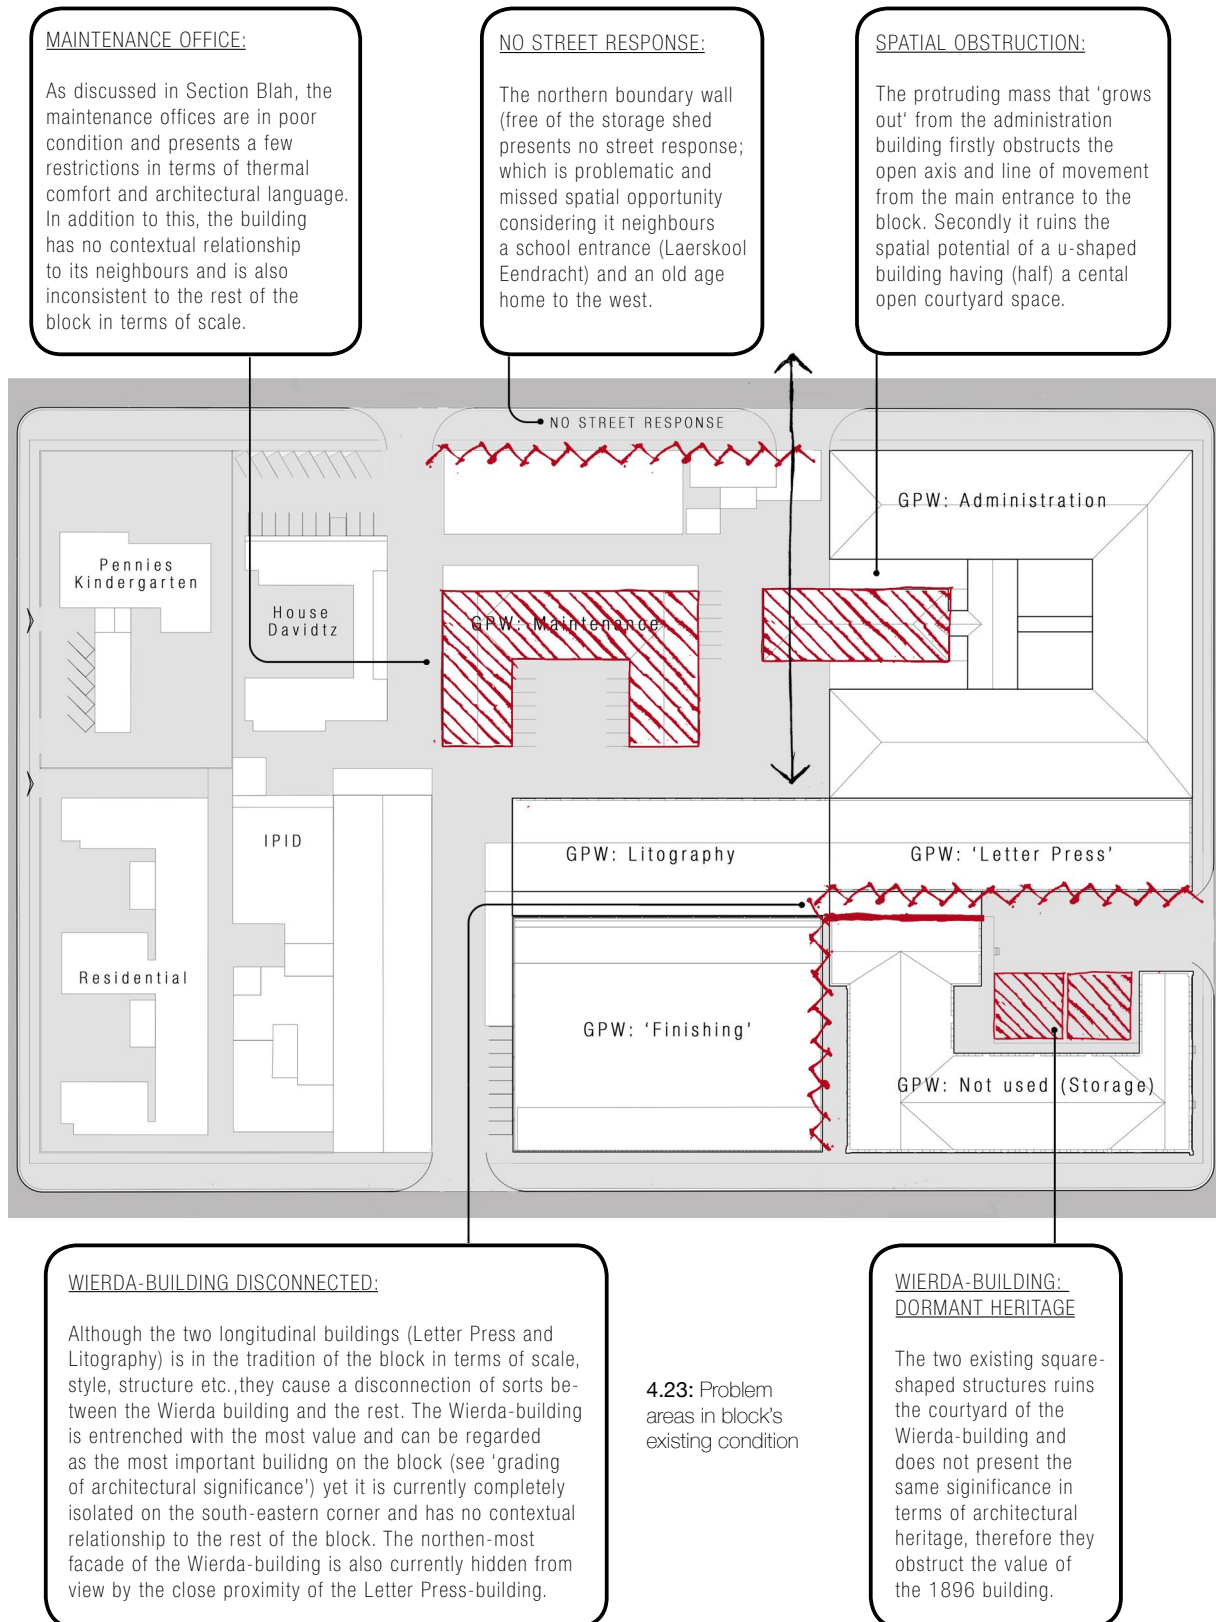 MAINTENANCE OFFICE:
As discussed in Section Blah, the
maintenance offices are in poor
condition and presents a few
restrictions in terms of thermal
comfort and architectural language.
In addition to this, the building
has no contextual relationship
to its neighbours and is also
inconsistent to the rest of the
block in terms of scale.
NO STREET RESPONSE:
The northern boundary wall
(free of the storage shed
presents no street response;
which is problematic and
missed spatial opportunity
considering it neighbours
a school entrance (Laerskool
Eendracht) and an old age
home to the west.
SPATIAL OBSTRUCTION:
The protruding mass that ‘grows
out‘ from the administration
building firstly obstructs the
open axis and line of movement
from the main entrance to the
block. Secondly it ruins the
spatial potential of a u-shaped
building having (half) a cental
open courtyard space.
NO STREET RESPONSE
GPW: Administration
Pennies
Kindergarten
House
Davidtz
GPW: Maintenance
IPID
GPW: Litography
GPW: ‘Letter Press’
Residential
GPW: ‘Finishing’
GPW: Not used (Storage)
WIERDA-BUILDING DISCONNECTED:
Although the two longitudinal buildings (Letter Press and
Litography) is in the tradition of the block in terms of scale,
style, structure etc.,they cause a disconnection of sorts be-
tween the Wierda building and the rest. The Wierda-building
is entrenched with the most value and can be regarded
as the most important builidng on the block (see ‘grading
of architectural significance’) yet it is currently completely
isolated on the south-eastern corner and has no contextual
relationship to the rest of the block. The northen-most
facade of the Wierda-building is also currently hidden from
view by the close proximity of the Letter Press-building.
4.23: Problem
areas in block’s
existing condition
WIERDA-BUILDING:
DORMANT HERITAGE
The two existing square-
shaped structures ruins
the courtyard of the
Wierda-building and
does not present the
same siginificance in
terms of architectural
heritage, therefore they
obstruct the value of
the 1896 building.